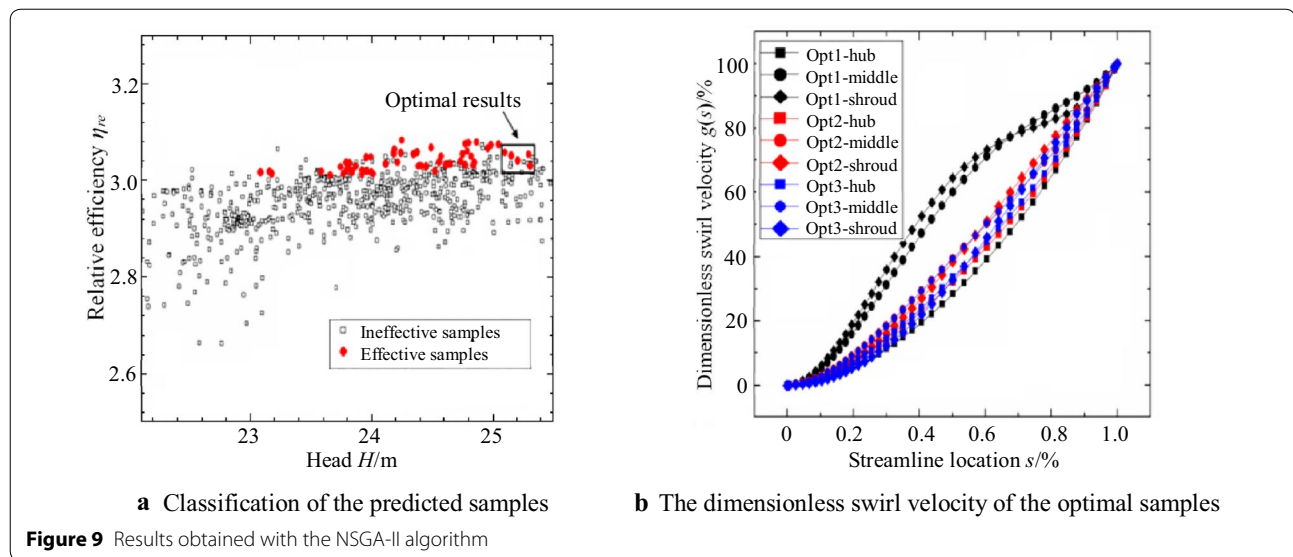 3.2
3.0
2.8
2.6
Relative efficiency ηre
Optimal results
Ineffective samples
Effective samples
23 24 25
Head H/m
a Classification of the predicted samples
100
80
60
40
20
0
Dimensionless swirl velocity g(s)/%
Opt1-hub
Opt1-middle
Opt1-shroud
Opt2-hub
Opt2-middle
Opt2-shroud
Opt3-hub
Opt3-middle
Opt3-shroud
0 0.2 0.4 0.6 0.8 1.0
Streamline location s/%
b The dimensionless swirl velocity of the optimal samples
Figure 9 Results obtained with the NSGA-II algorithm